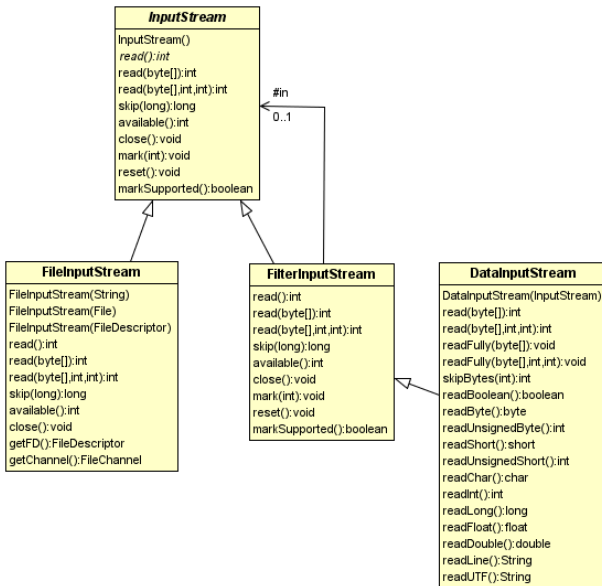 InputStream
InputStream()
read():int
read(byte[]):int
read(byte[],int,int):int
skip(long):long
available():int
close():void
mark(int):void
reset():void
markSupported():boolean
#in
0..1
FileInputStream
FileInputStream(String)
FileInputStream(File)
FileInputStream(FileDescriptor)
read():int
read(byte[]):int
read(byte[],int,int):int
skip(long):long
available():int
close():void
getFD():FileDescriptor
getChannel():FileChannel
FilterInputStream
read():int
read(byte[]):int
read(byte[],int,int):int
skip(long):long
available():int
close():void
mark(int):void
reset():void
markSupported():boolean
DataInputStream
DataInputStream(InputStream)
read(byte[]):int
read(byte[],int,int):int
readFully(byte[]):void
readFully(byte[],int,int):void
skipBytes(int):int
readBoolean():boolean
readByte():byte
readUnsignedByte():int
readShort():short
readUnsignedShort():int
readChar():char
readInt():int
readLong():long
readFloat():float
readDouble():double
readLine():String
readUTF():String